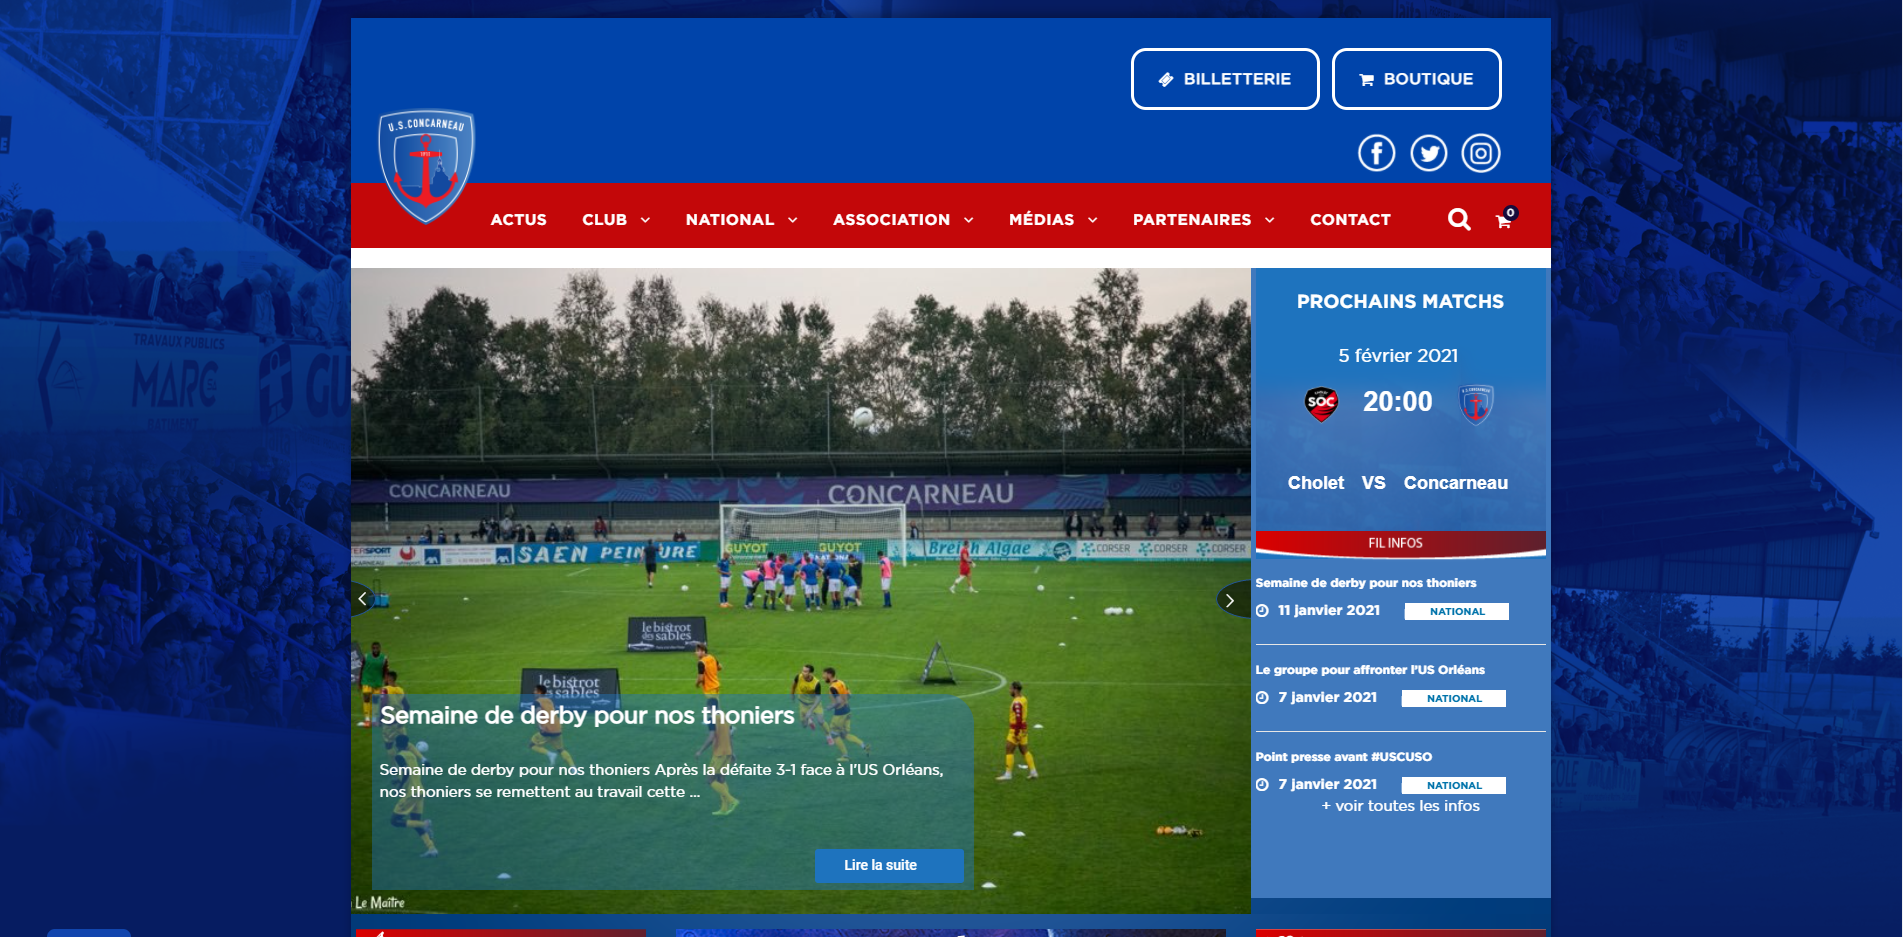 BILLETTERIE
BOUTIQUE
U.S.CONCARNEAU
ACTUS
CLUB
NATIONAL
ASSOCIATION
MÉDIAS
PARTENAIRES
CONTACT
0
TRAVAUX PUBLICS
MARC SA
BATIMENT
GU
CONCARNEAU
CONCARNEAU
SAEN PEINTURE
GUYOT
GUYOT
Breizh Algae
CORSER
CORSER
CORSER
le bistrot
des sables
le bistrot
des sables
Semaine de derby pour nos thoniers
Semaine de derby pour nos thoniers Après la défaite 3-1 face à l'US Orléans,
nos thoniers se remettent au travail cette ...
Lire la suite
Le Maître
PROCHAINS MATCHS
5 février 2021
SOC
20:00
Cholet VS Concarneau
FIL INFOS
Semaine de derby pour nos thoniers
11 janvier 2021
NATIONAL
Le groupe pour affronter l'US Orléans
7 janvier 2021
NATIONAL
Point presse avant #USCUSO
7 janvier 2021
NATIONAL
+ voir toutes les infos